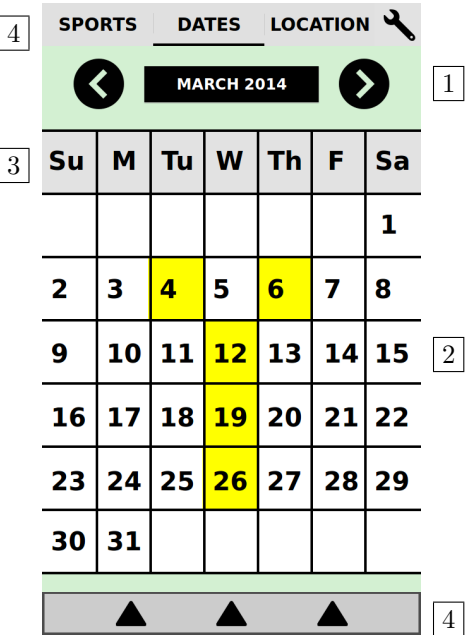 SPORTS DATES LOCATION
4
MARCH 2014
1
3
Su M Tu W Th F Sa
1
2 3 4 5 6 7 8
9 10 11 12 13 14 15
2
16 17 18 19 20 21 22
23 24 25 26 27 28 29
30 31
4